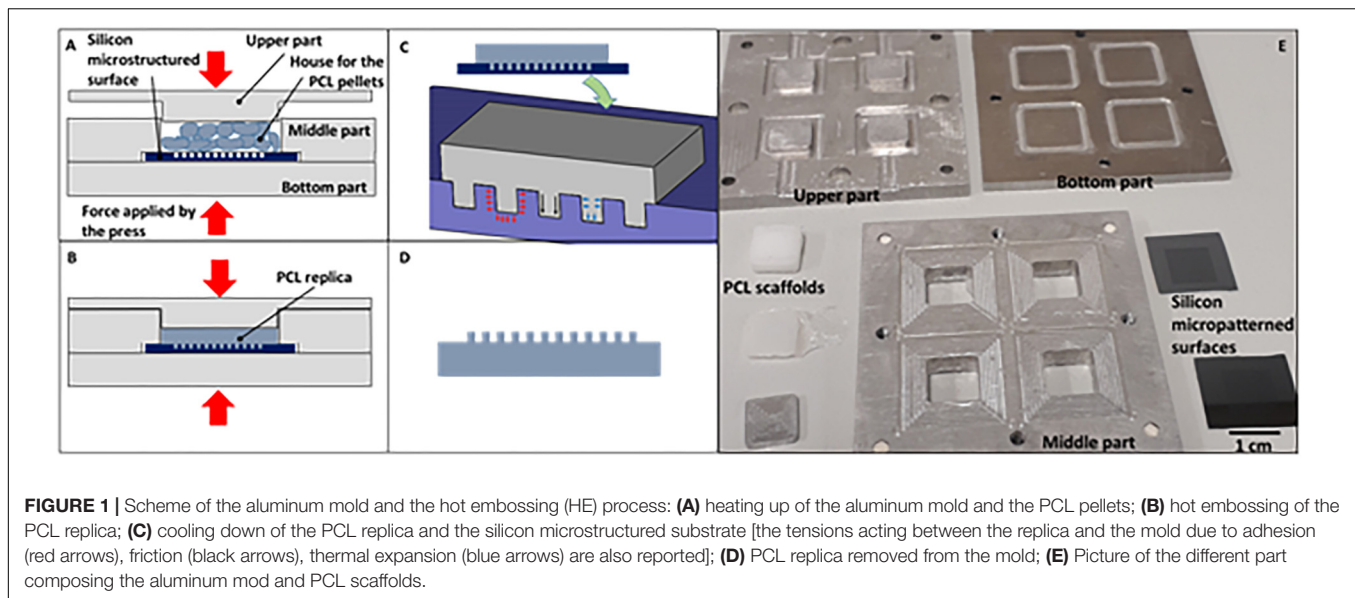 A
Silicon
microstructured
surface
Upper part
House for the
PCL pellets
Middle part
Bottom part
Force applied by
the press
B
PCL replica
C
D
E
Upper part
Bottom part
PCL scaffolds
Silicon
micropatterned
surfaces
Middle part
1 cm
FIGURE 1 | Scheme of the aluminum mold and the hot embossing (HE) process: (A) heating up of the aluminum mold and the PCL pellets; (B) hot embossing of the
PCL replica; (C) cooling down of the PCL replica and the silicon microstructured substrate [the tensions acting between the replica and the mold due to adhesion
(red arrows), friction (black arrows), thermal expansion (blue arrows) are also reported]; (D) PCL replica removed from the mold; (E) Picture of the different part
composing the aluminum mod and PCL scaffolds.